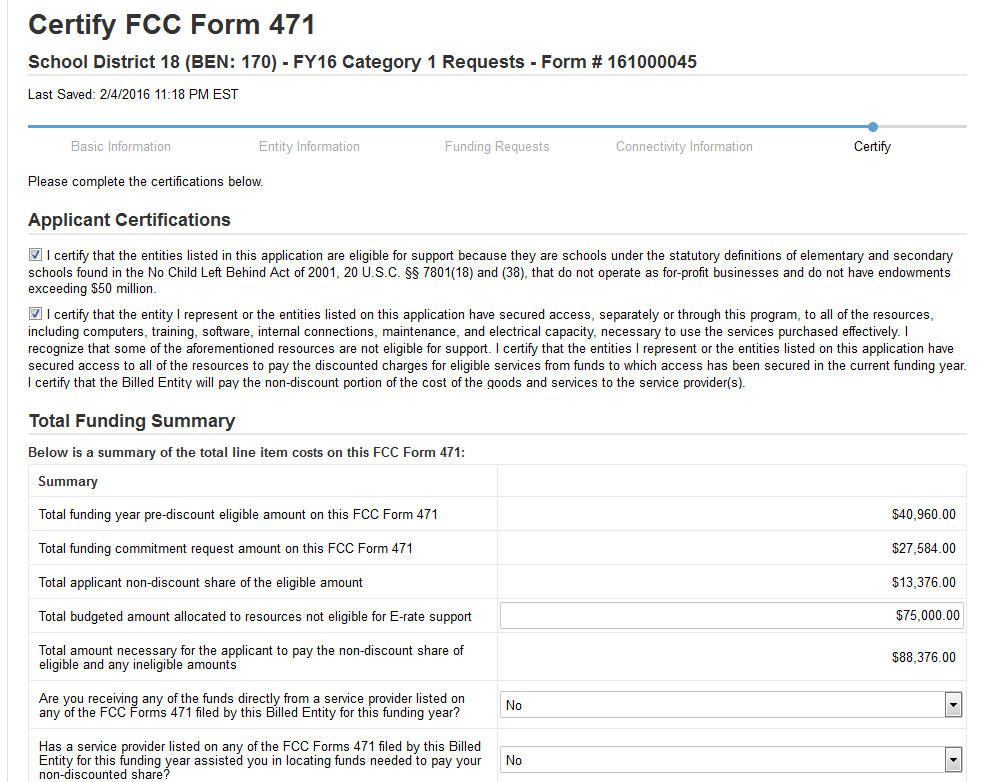 Certify FCC Form 471
School District 18 (BEN: 170) - FY16 Category 1 Requests - Form # 161000045
Last Saved: 2/4/2016 11:18 PM EST
Basic Information
Entity Information
Funding Requests
Connectivity Information
Certify
Please complete the certifications below.
Applicant Certifications
I certify that the entities listed in this application are eligible for support because they are schools under the statutory definitions of elementary and secondary
schools found in the No Child Left Behind Act of 2001, 20 U.S.C. §§ 7801(18) and (38), that do not operate as for-profit businesses and do not have endowments
exceeding $50 million.
I certify that the entity I represent or the entities listed on this application have secured access, separately or through this program, to all of the resources,
including computers, training, software, internal connections, maintenance, and electrical capacity, necessary to use the services purchased effectively. I
recognize that some of the aforementioned resources are not eligible for support. I certify that the entities I represent or the entities listed on this application have
secured access to all of the resources to pay the discounted charges for eligible services from funds to which access has been secured in the current funding year.
I certify that the Billed Entity will pay the non-discount portion of the cost of the goods and services to the service provider(s).
Total Funding Summary
Below is a summary of the total line item costs on this FCC Form 471:
Summary
Total funding year pre-discount eligible amount on this FCC Form 471 $40,960.00
Total funding commitment request amount on this FCC Form 471 $27,584.00
Total applicant non-discount share of the eligible amount $13,376.00
Total budgeted amount allocated to resources not eligible for E-rate support $75,000.00
Total amount necessary for the applicant to pay the non-discount share of
eligible and any ineligible amounts $88,376.00
Are you receiving any of the funds directly from a service provider listed on
any of the FCC Forms 471 filed by this Billed Entity for this funding year? No
Has a service provider listed on any of the FCC Forms 471 filed by this Billed
Entity for this funding year assisted you in locating funds needed to pay your No
non-discounted share?